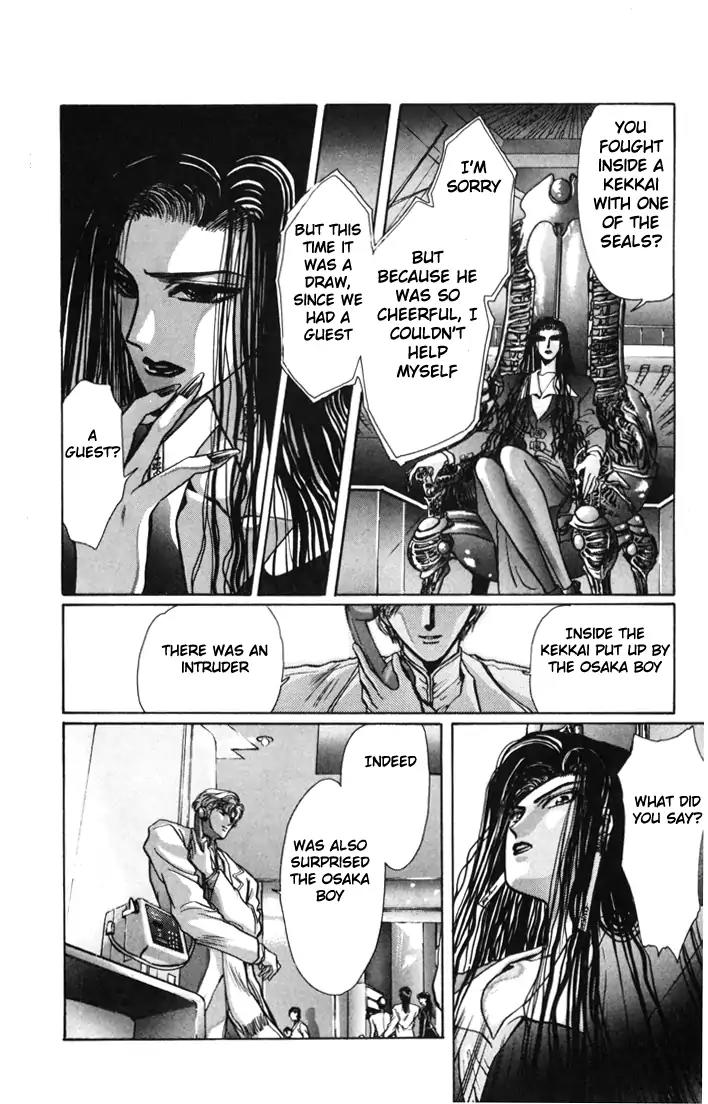 YOU
FOUGHT
INSIDE A
KEKKAI
WITH ONE
OF THE
SEALS?
I'M
SORRY
BUT
BECAUSE HE
WAS SO
CHEERFUL, I
COULDN'T
HELP
MYSELF
BUT THIS
TIME IT
WAS A
DRAW,
SINCE WE
HAD A
GUEST
A
GUEST?
INSIDE THE
KEKKAI PUT UP BY
THE OSAKA BOY
THERE WAS AN
INTRUDER
WHAT DID
YOU SAY?
INDEED
WAS ALSO
SURPRISED
THE OSAKA
BOY